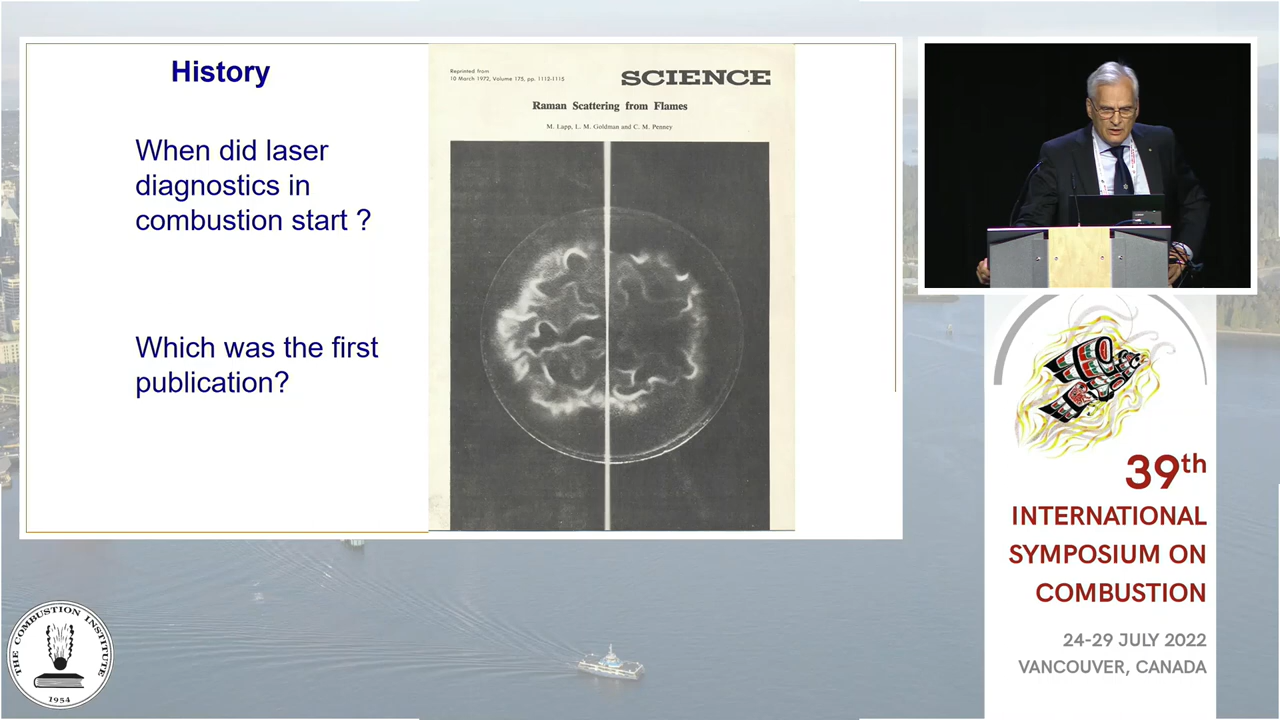 History
When did laser
diagnostics in
combustion start ?
Which was the first
publication?
Reprinted from
10 March 1972, Volume 175, pp. 1112-1115
SCIENCE
Raman Scattering from Flames
M. Lapp, L. M. Goldman and C. M. Penney
39th
INTERNATIONAL
SYMPOSIUM ON
COMBUSTION
24-29 JULY 2022
VANCOUVER, CANADA
THE COMBUSTION INSTITUTE
1954